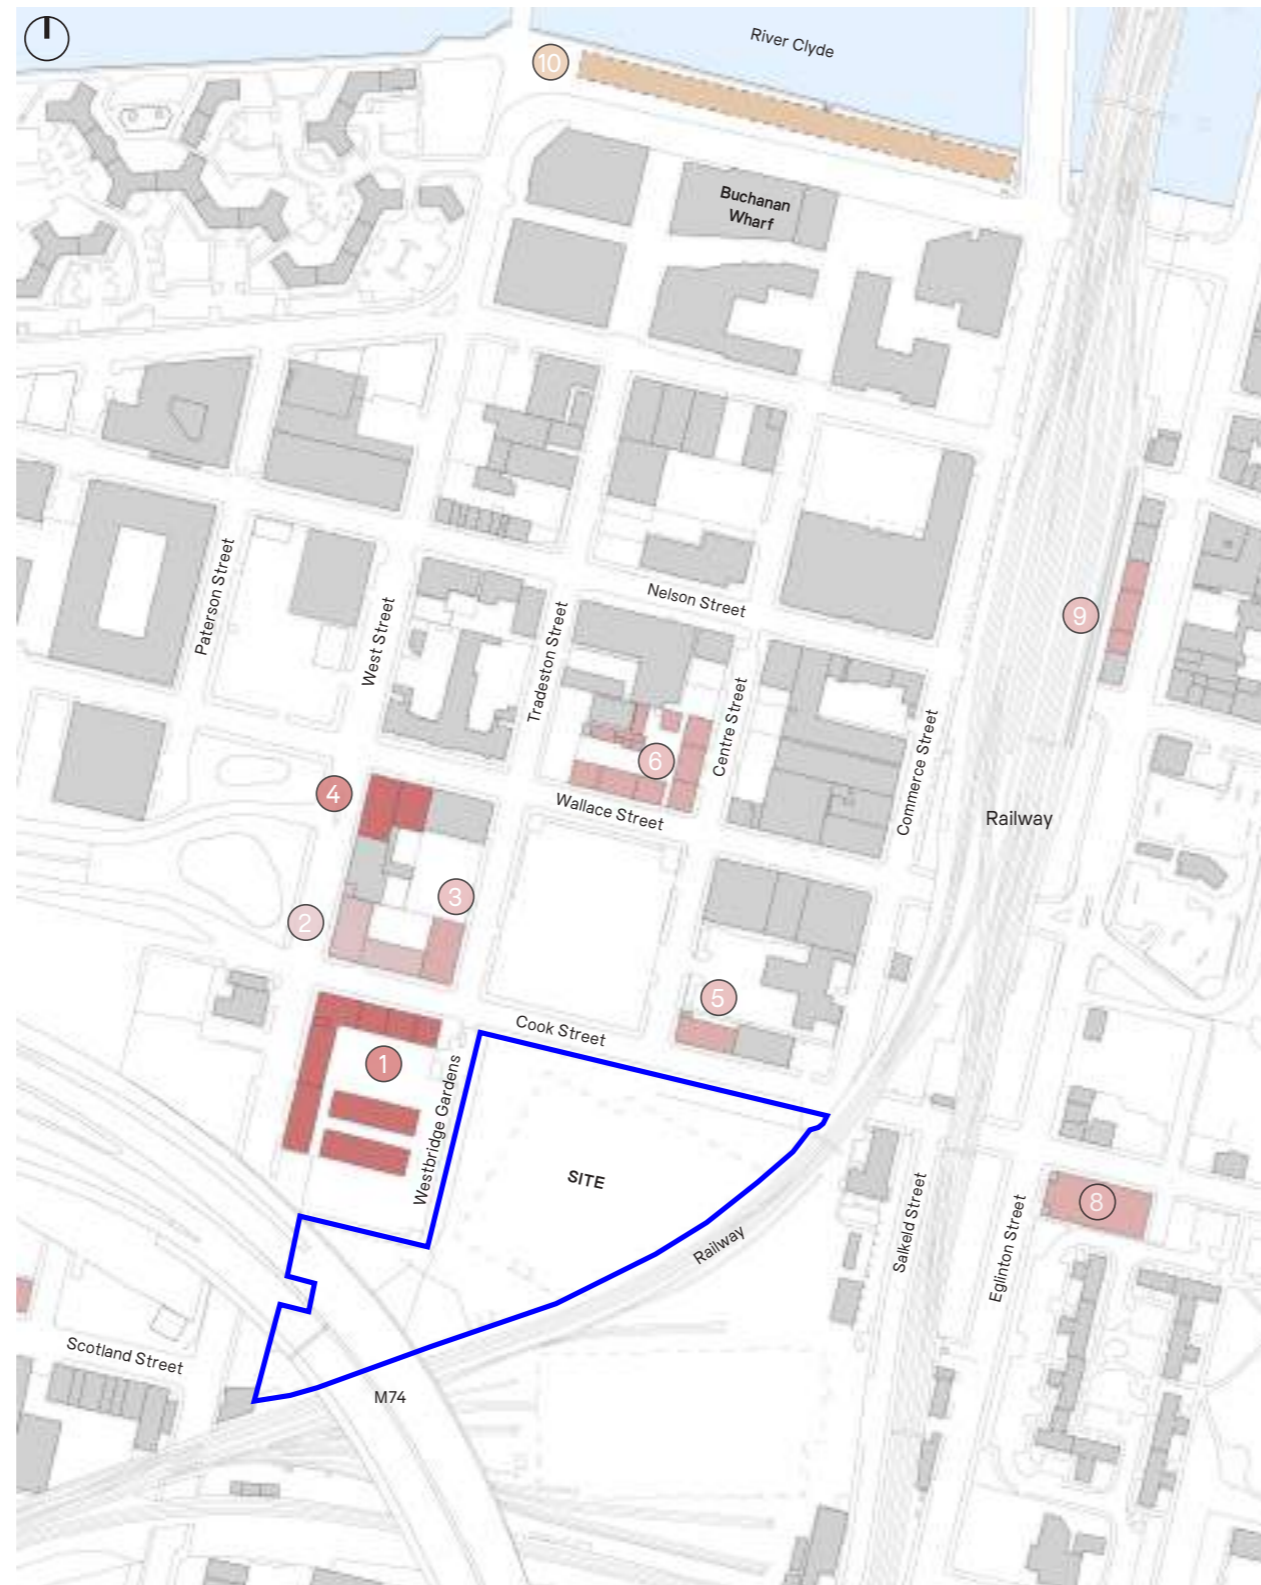 River Clyde
10
Buchanan
Wharf
Paterson Street
West Street
Tradeston Street
Nelson Street
9
Centre Street
Commerce Street
6
4
Wallace Street
Railway
3
2
5
Cook Street
1
Westbridge Gardens
SITE
8
Salkeld Street
Eglinton Street
Railway
Scotland Street
M74